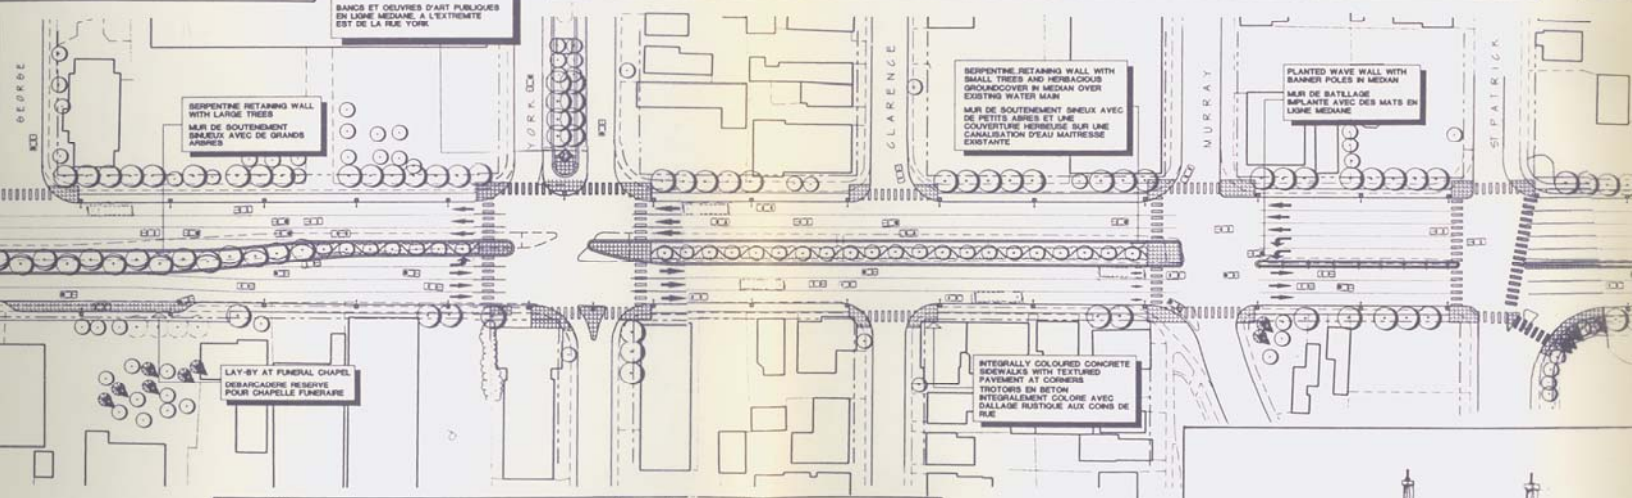 BANCS ET OEUVRES D'ART PUBLIQUES
EN LIGNE MEDIANE, A L'EXTREMITE
EST DE LA RUE YORK
GEORGE
SERPENTINE RETAINING WALL
WITH LARGE TREES
MUR DE SOUTENEMENT
SINUEUX AVEC DE GRANDS
ARBRES
YORK
CLARENCE
SERPENTINE RETAINING WALL WITH
SMALL TREES AND HERBACIOUS
GROUNDCOVER IN MEDIAN OVER
EXISTING WATER MAIN
MUR DE SOUTENEMENT SINEUX AVEC
DE PETITS ABRES ET UNE
COUVERTURE HERBEUSE SUR UNE
CANALISATION D'EAU MAITRESSE
EXISTANTE
MURRAY
PLANTED WAVE WALL WITH
BANNER POLES IN MEDIAN
MUR DE BATILLAGE
IMPLANTE AVEC DES MATS EN
LIGNE MEDIANE
ST PATRICK
LAY-BY AT FUNERAL CHAPEL
DEBARCADERE RESERVE
POUR CHAPELLE FUNERAIRE
INTEGRALLY COLOURED CONCRETE
SIDEWALKS WITH TEXTURED
PAVEMENT AT CORNERS
TROTOIRS EN BETON
INTEGRALEMENT COLORE AVEC
DALLAGE RUSTIQUE AUX COINS DE
RUE